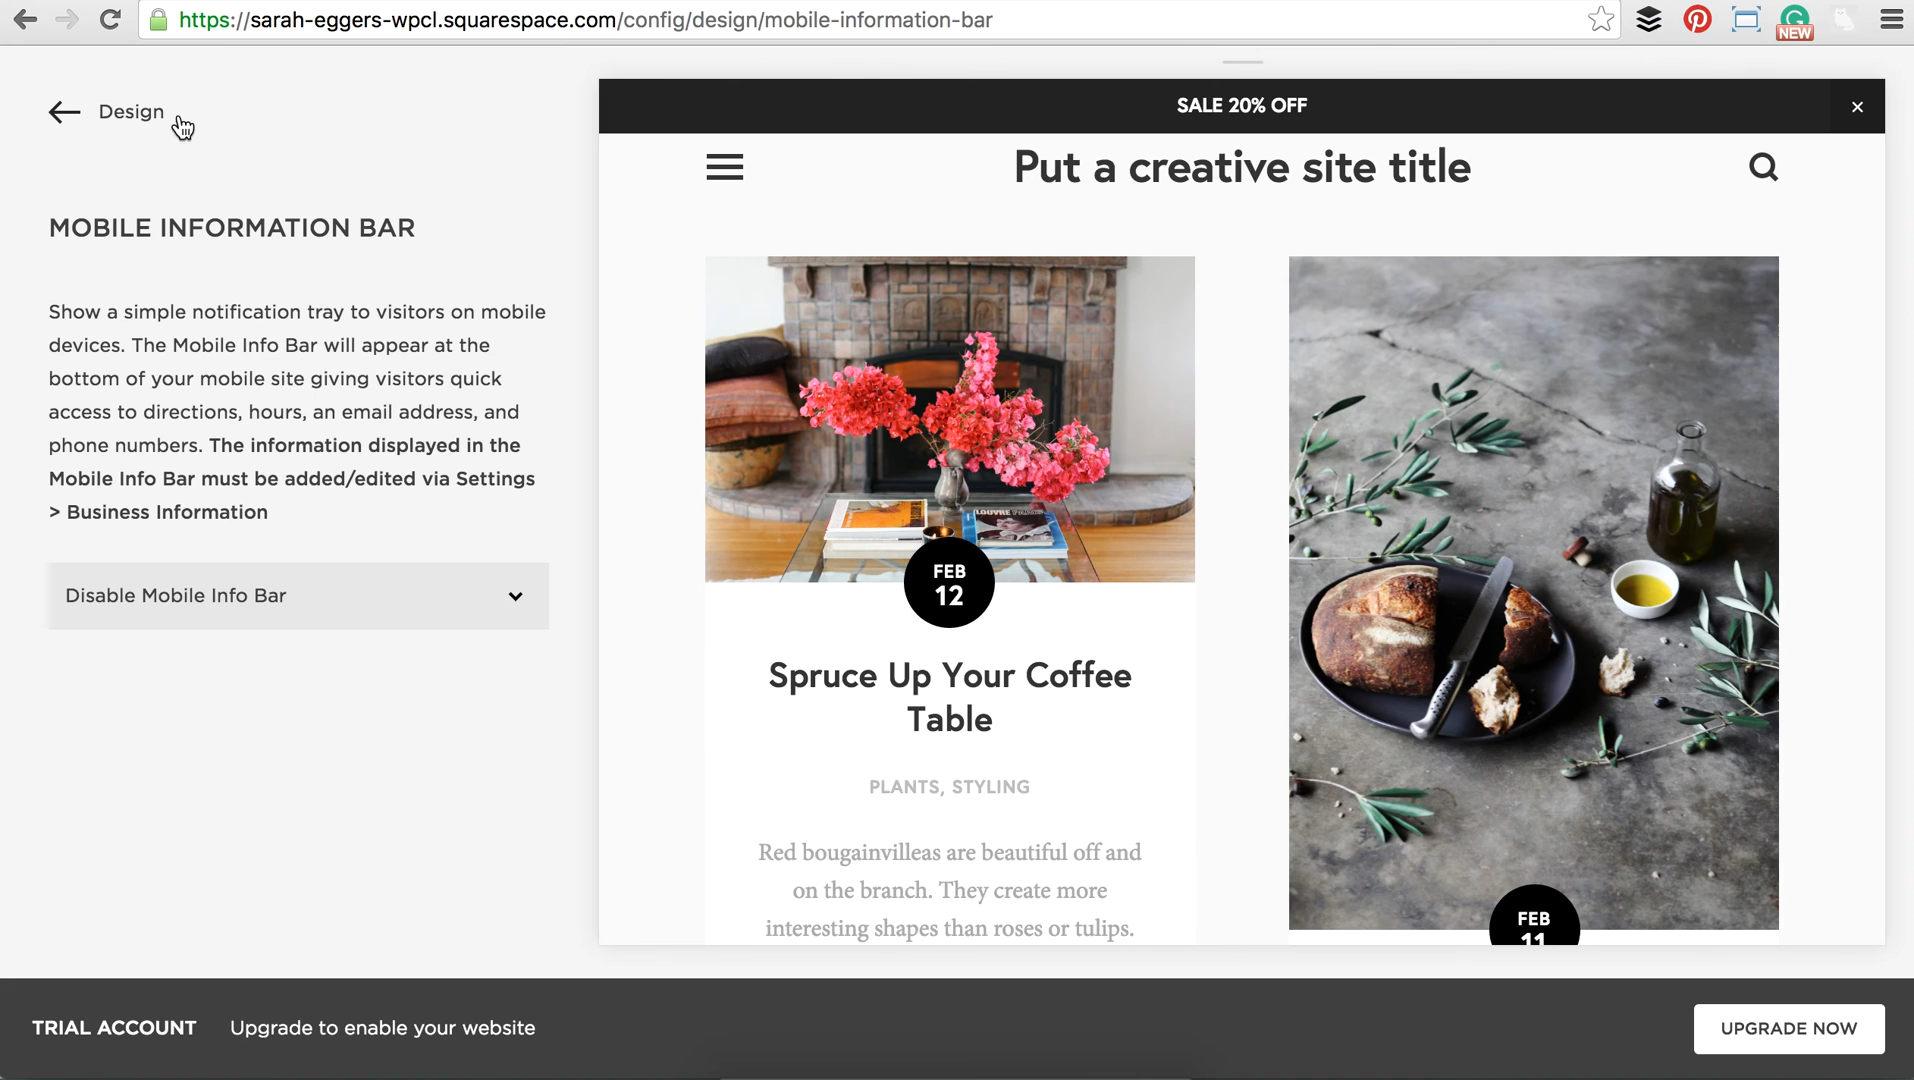 https://sarah-eggers-wpcl.squarespace.com/config/design/mobile-information-bar
NEW
Design
MOBILE INFORMATION BAR
Show a simple notification tray to visitors on mobile
devices. The Mobile Info Bar will appear at the
bottom of your mobile site giving visitors quick
access to directions, hours, an email address, and
phone numbers. The information displayed in the
Mobile Info Bar must be added/edited via Settings
> Business Information
Disable Mobile Info Bar
SALE 20% OFF
Put a creative site title
LOUVRE
FEB
12
Spruce Up Your Coffee
Table
PLANTS, STYLING
Red bougainvilleas are beautiful off and
on the branch. They create more
interesting shapes than roses or tulips.
FEB
11
TRIAL ACCOUNT
Upgrade to enable your website
UPGRADE NOW